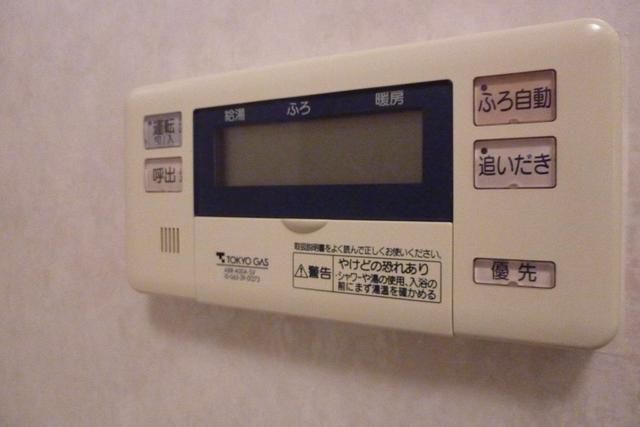 給湯 ふろ 暖房
運転
切/入
呼出
ふろ自動
追いだき
優先
取扱説明書をよく読んで正しくお使いください。
TOKYO GAS
警告
やけどの恐れあり
シャワーや湯の使用、入浴の
前にまず湯温を確かめる